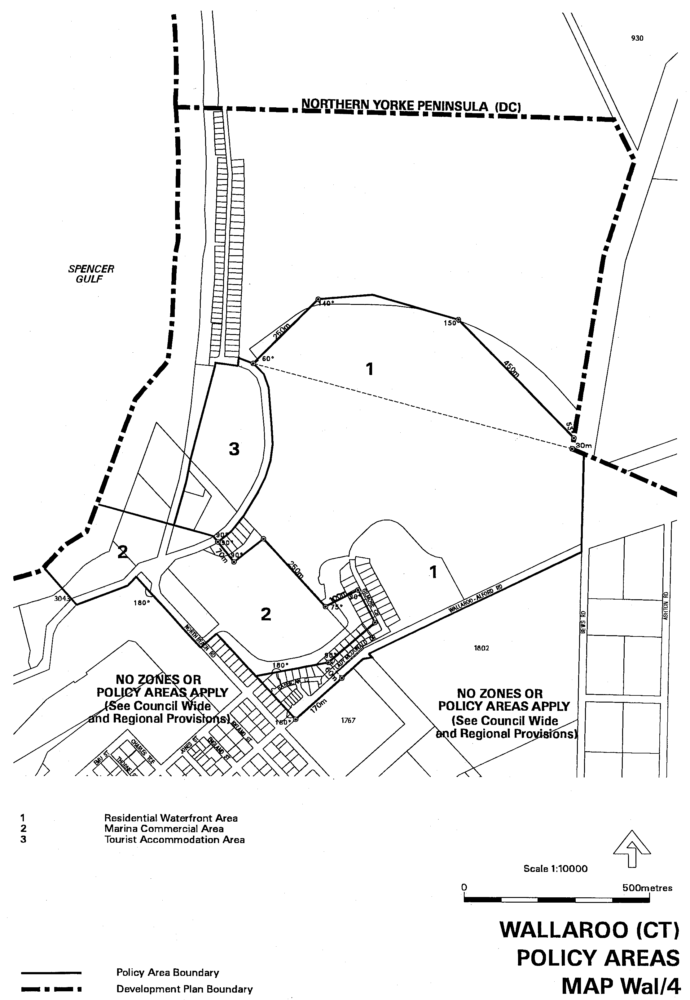 930
NORTHERN YORKE PENINSULA (DC)
SPENCER
GULF
140°
150
250m
60°
1
450m
53°
3
30m
90°
90°
2
70m
90°
250m
1
3043
180°
100m
90°
75°
GILMORE CR
WALLAROO - ALFORD RD
2
ASHTON RD
BEWS RD
NORTH BEACH RD
LADY MCDONALD DR
1802
90°
180°
60m
BARBICAN
NO ZONES OR
POLICY AREAS APPLY
(See Council Wide
and Regional Provisions)
NO ZONES OR
POLICY AREAS APPLY
(See Council Wide
and Regional Provisions)
170m
180°
1767
IRELAND ST
JONES ST
ENGLAND ST
CHARLES TCE
EMU ST
THORNE S
1 Residential Waterfront Area
2 Marina Commercial Area
3 Tourist Accommodation Area
Scale 1:10000
0 500metres
WALLAROO (CT)
POLICY AREAS
MAP Wal/4
Policy Area Boundary
Development Plan Boundary